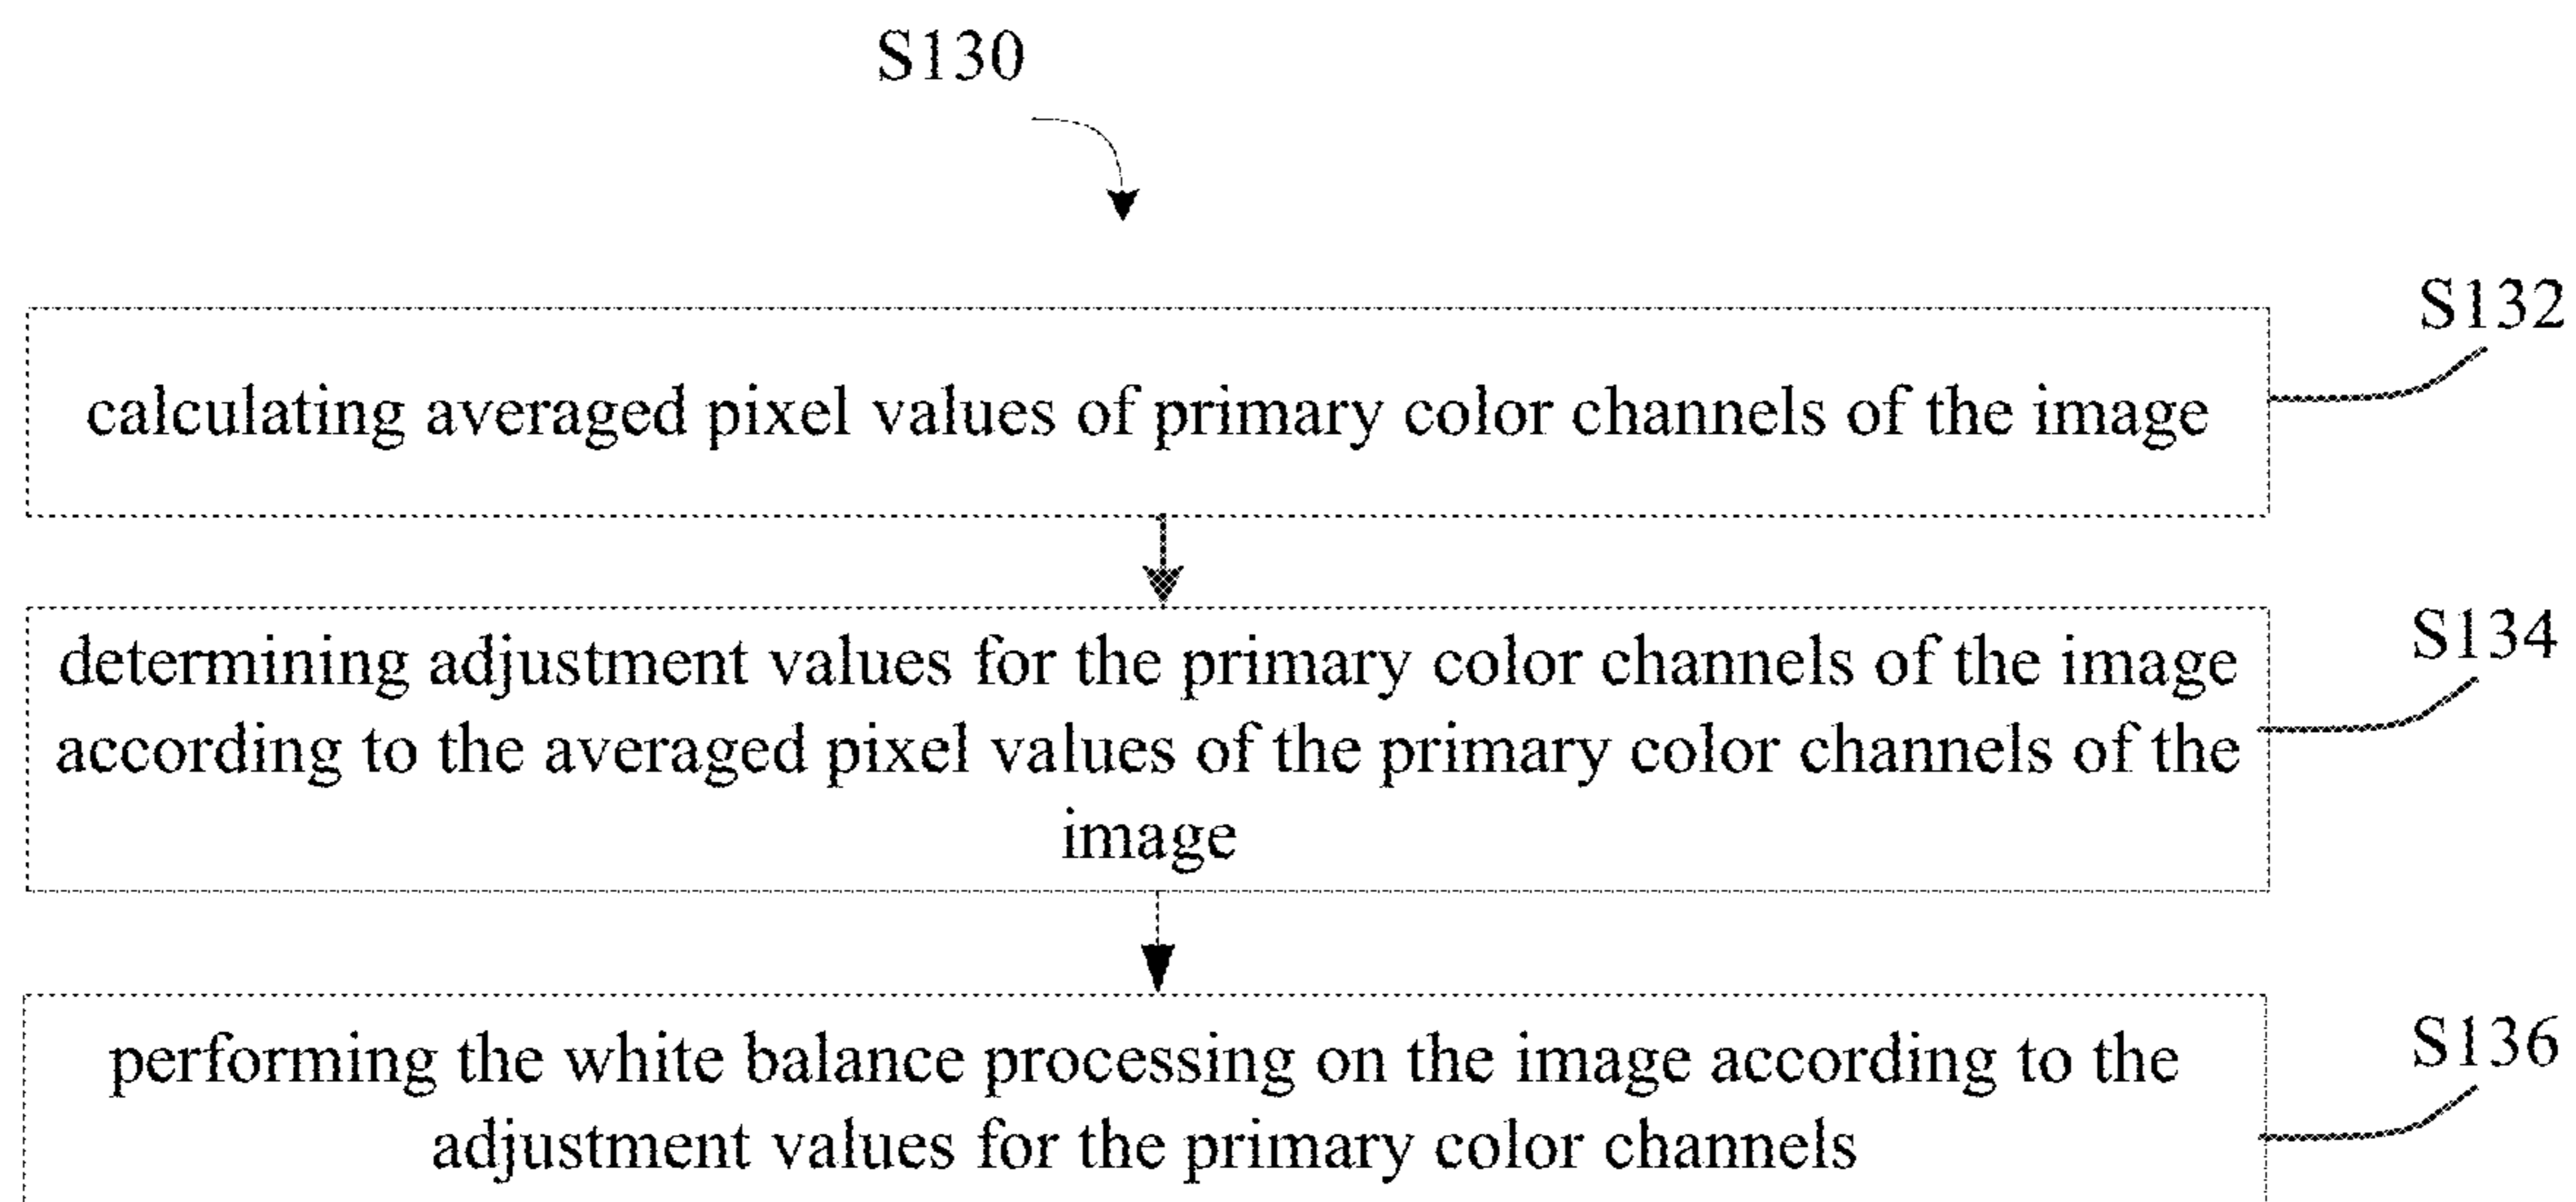 S130
S132
calculating averaged pixel values of primary color channels of the image
S134
determining adjustment values for the primary color channels of the image
according to the averaged pixel values of the primary color channels of the
image
S136
performing the white balance processing on the image according to the
adjustment values for the primary color channels